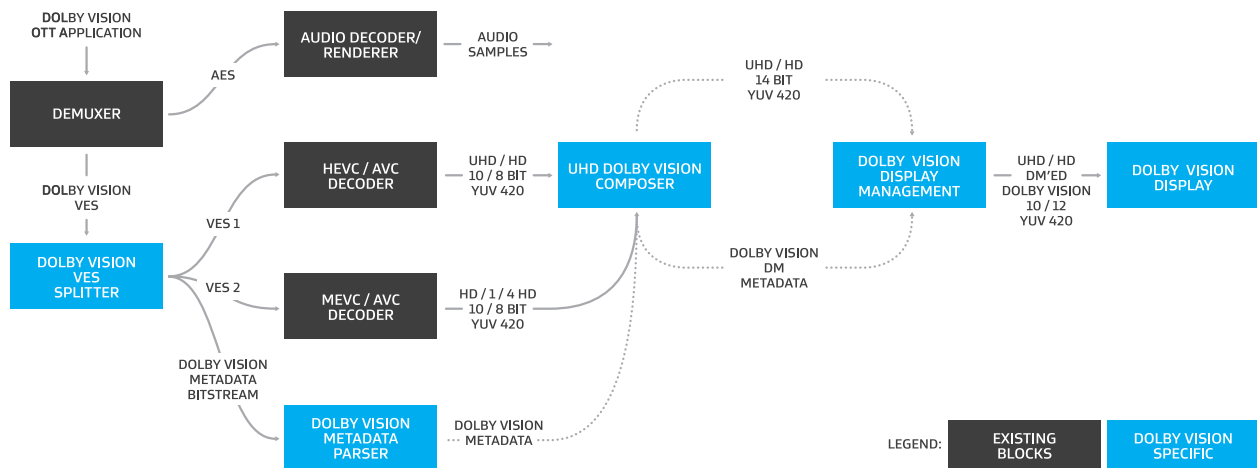 DOLBY VISION
OTT APPLICATION
DEMUXER
AES
AUDIO DECODER/
RENDERER
AUDIO
SAMPLES
DOLBY VISION
VES
DOLBY VISION
VES
SPLITTER
VES 1
HEVC / AVC
DECODER
UHD / HD
10 / 8 BIT
YUV 420
VES 2
MEVC / AVC
DECODER
HD / 1 / 4 HD
10 / 8 BIT
YUV 420
DOLBY VISION
METADATA
BITSTREAM
DOLBY VISION
METADATA
PARSER
DOLBY VISION
METADATA
UHD DOLBY VISION
COMPOSER
UHD / HD
14 BIT
YUV 420
DOLBY VISION
DM
METADATA
DOLBY VISION
DISPLAY
MANAGEMENT
UHD / HD
DM'ED
DOLBY VISION
10 / 12
YUV 420
DOLBY VISION
DISPLAY
LEGEND:
EXISTING
BLOCKS
DOLBY VISION
SPECIFIC